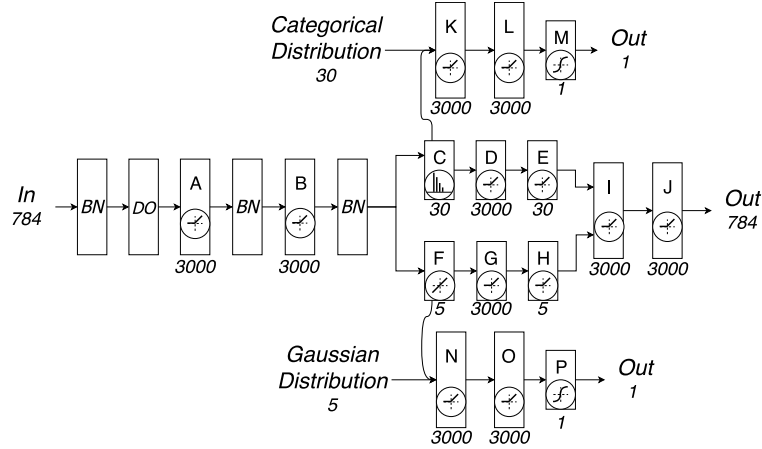 Categorical
Distribution
30
K
3000
L
3000
M
1
Out
1
In
784
BN
DO
A
3000
BN
B
3000
BN
C
30
D
3000
E
30
F
5
G
3000
H
5
I
3000
J
3000
Out
784
Gaussian
Distribution
5
N
3000
O
3000
P
1
Out
1